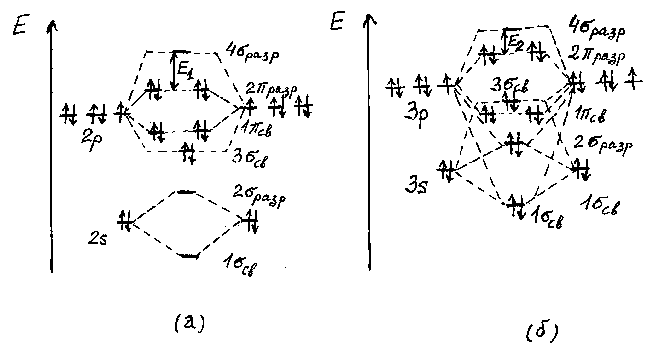 E
4σразр
E₁
2πразр
1πсв
2p
3σсв
2σразр
2s
1σсв
(а)
E
4σразр
E₂
2πразр
3σсв
3p
1πсв
2σразр
3s
1σсв
1σсв
(б)